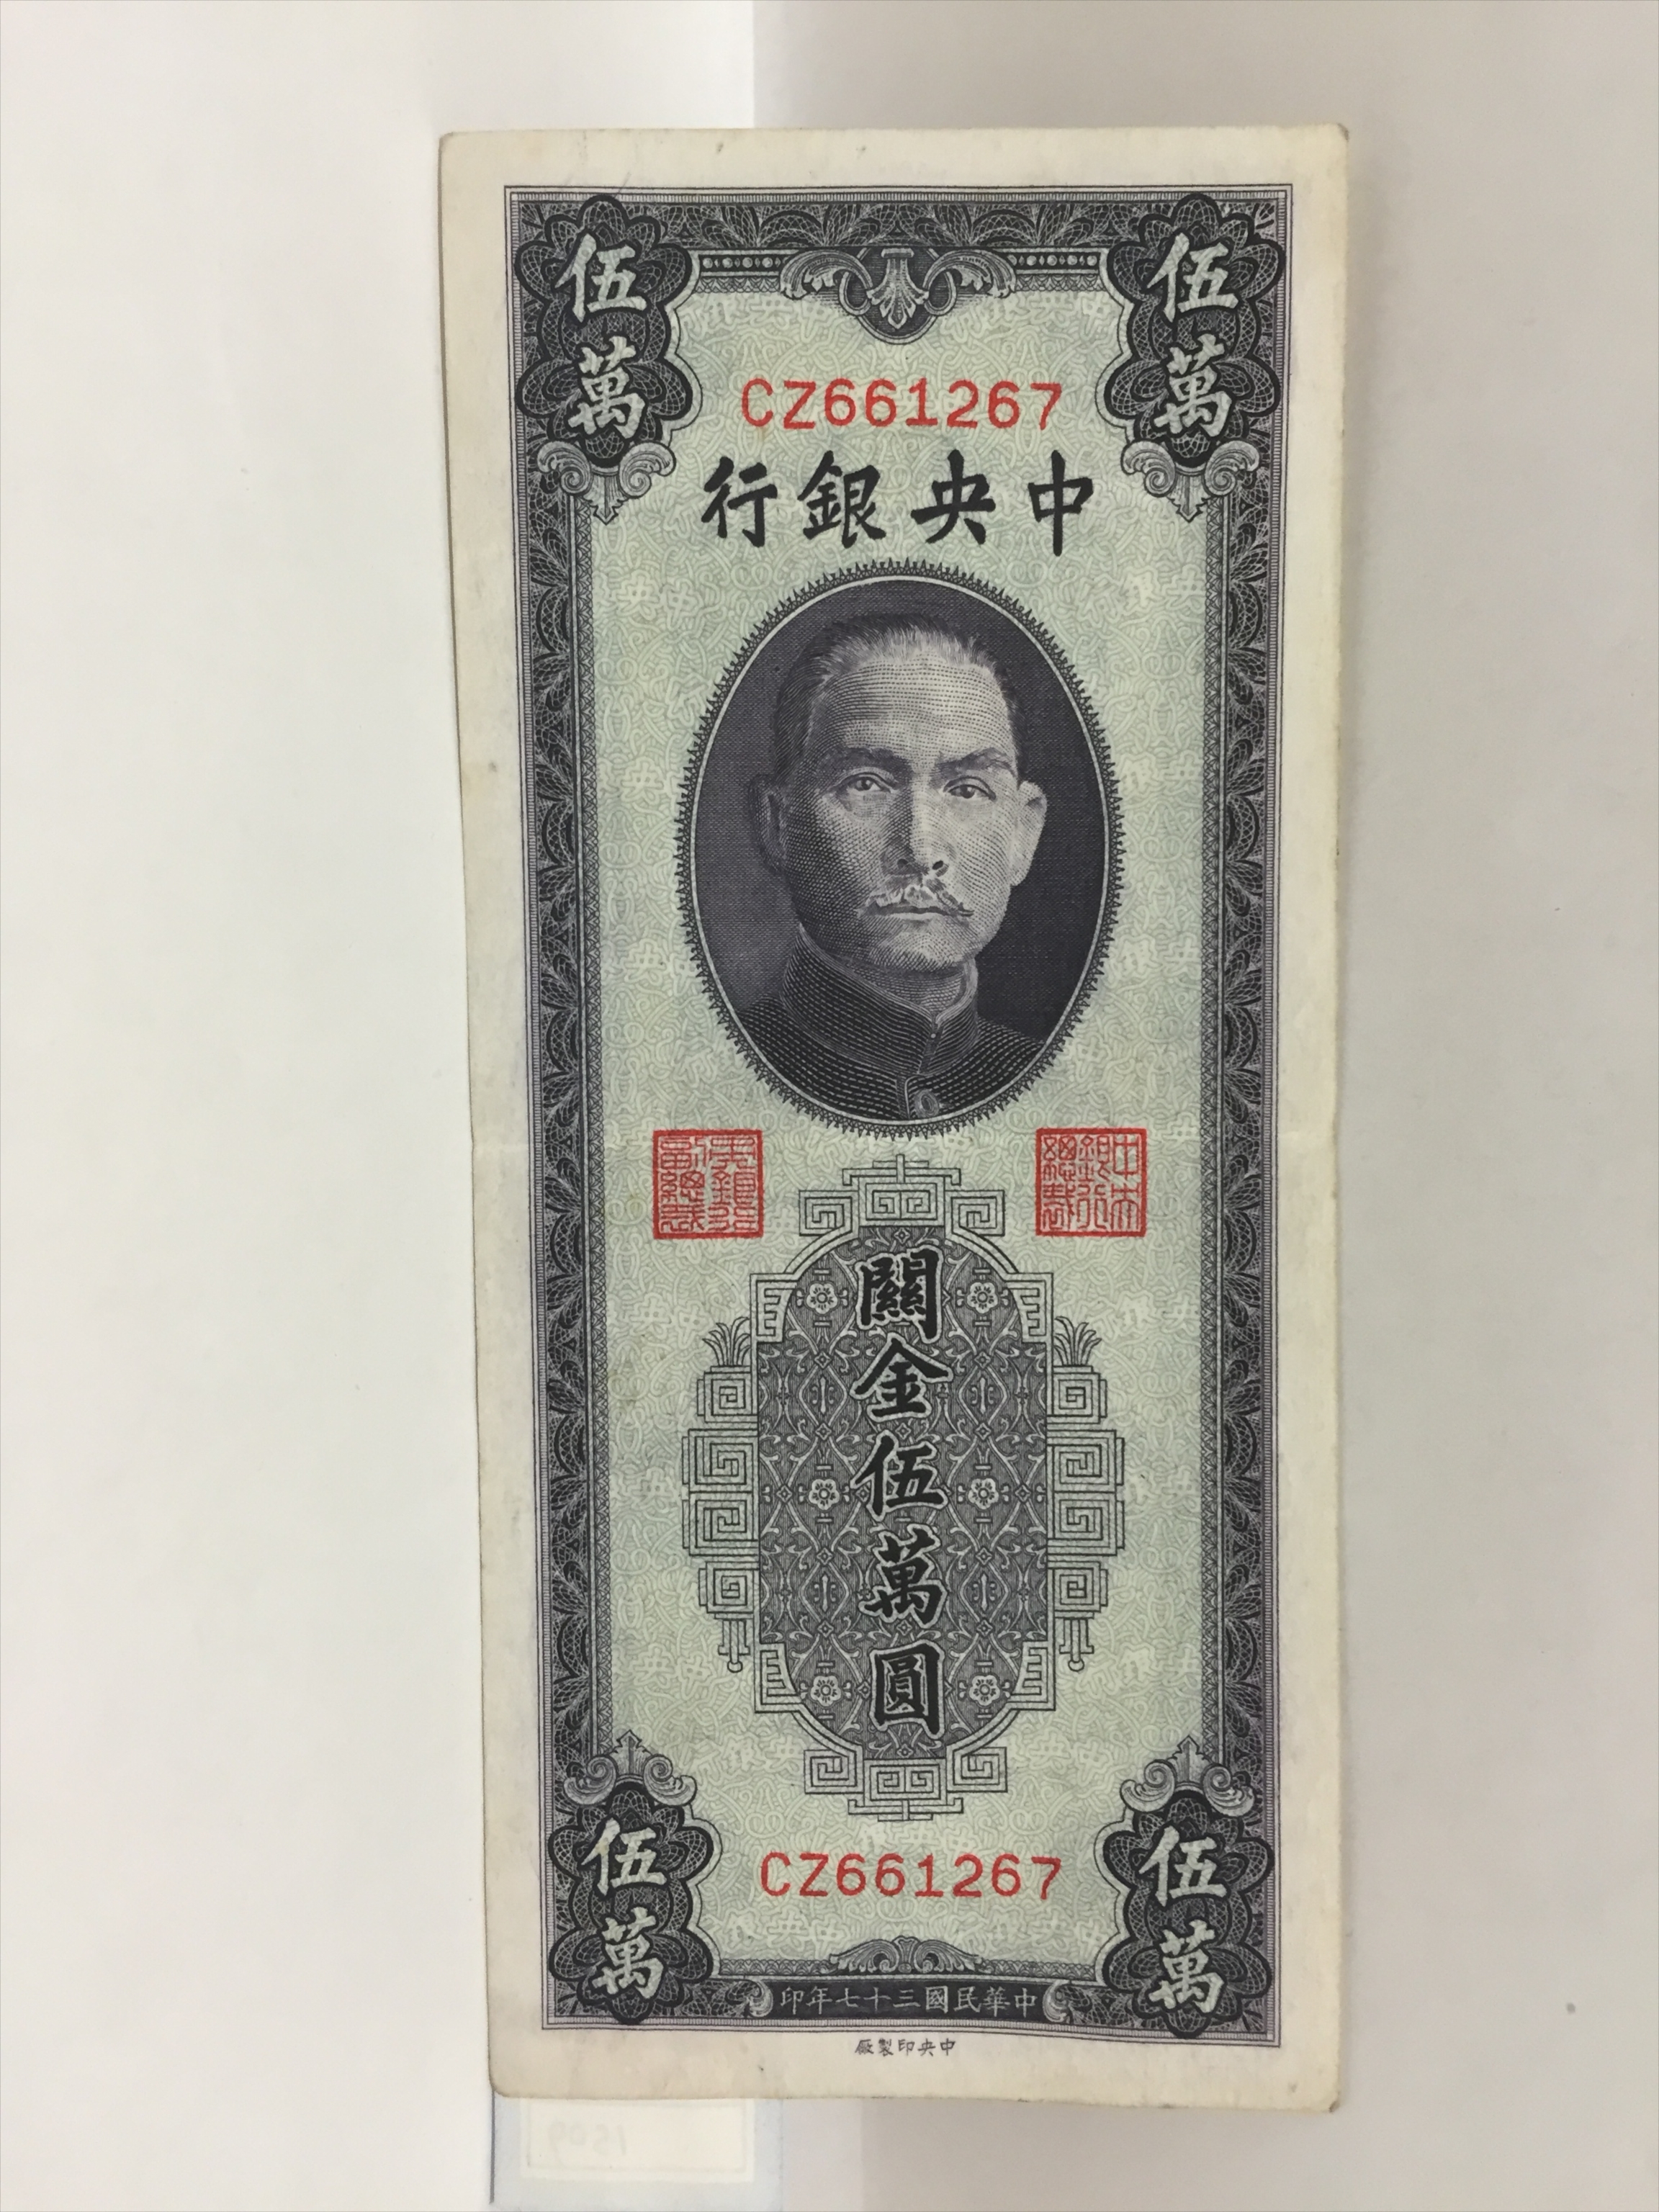 伍萬
伍萬
CZ661267
中央銀行
關金伍萬圓
CZ661267
伍萬
伍萬
中華民國三十七年印
中央印製廠